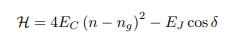 ℋ = 4E_C (n − n_g)² − E_J cos δ